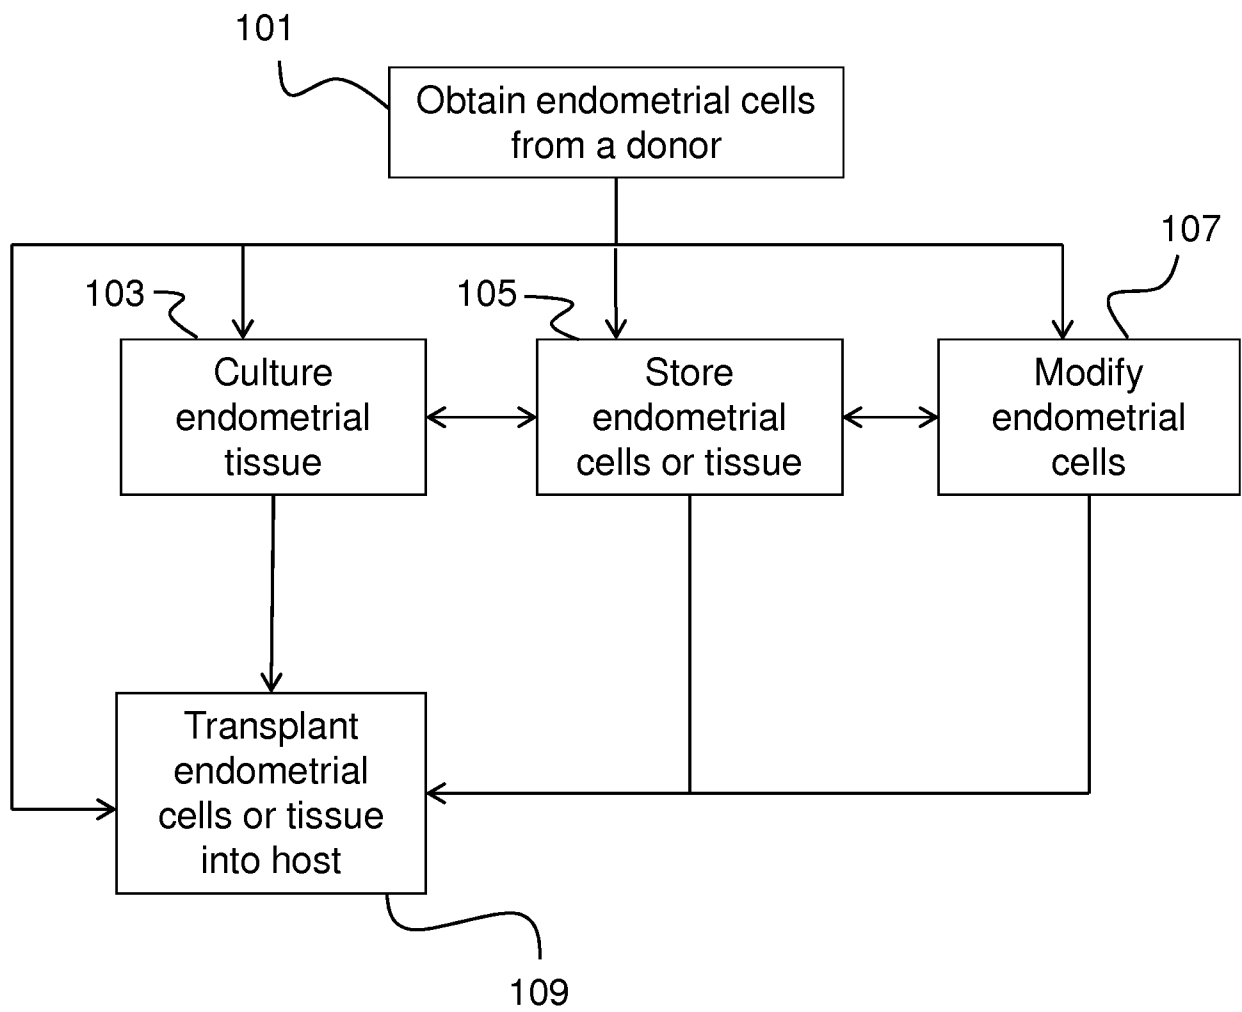 101
Obtain endometrial cells
from a donor
107
103
105
Culture
endometrial
tissue
Store
endometrial
cells or tissue
Modify
endometrial
cells
Transplant
endometrial
cells or tissue
into host
109